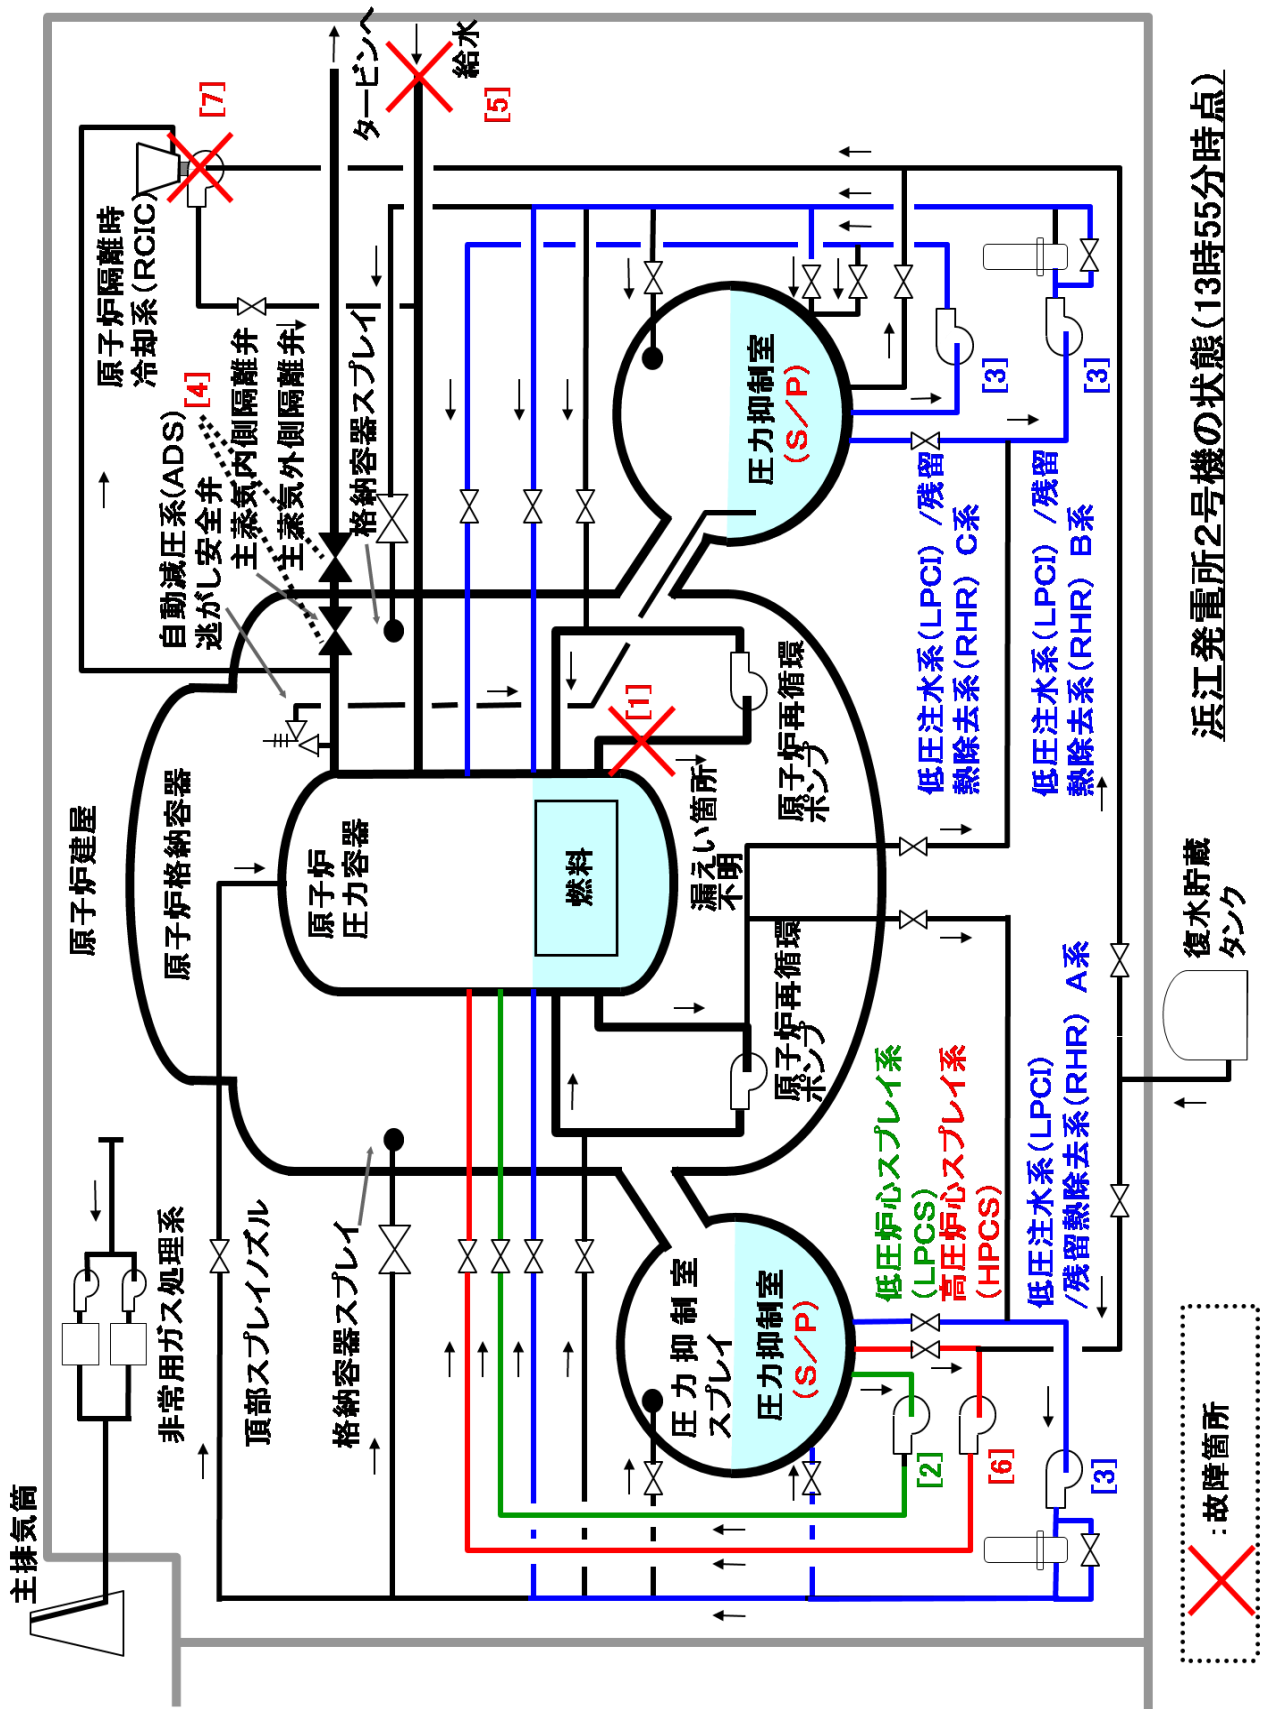 主排気筒
原子炉建屋
原子炉格納容器
非常用ガス処理系
頂部スプレイノズル
格納容器スプレイ
原子炉
圧力容器
燃料
原子炉隔離時
冷却系(RCIC)
[7]
[4]
自動減圧系(ADS)
逃がし安全弁
主蒸気内側隔離弁
主蒸気外側隔離弁
格納容器スプレイ
タービンへ
給水
[5]
[1]
漏えい箇所
不明
原子炉再循環
ポンプ
原子炉再循環
ポンプ
圧力抑制室
スプレイ
圧力抑制室
(S/P)
圧力抑制室
(S/P)
[2]
[6]
[3]
[3]
[3]
低圧炉心スプレイ系
(LPCS)
高圧炉心スプレイ系
(HPCS)
低圧注水系(LPCI)
/残留熱除去系(RHR) A系
低圧注水系(LPCI) /残留
熱除去系(RHR) C系
低圧注水系(LPCI) /残留
熱除去系(RHR) B系
復水貯蔵
タンク
:故障箇所
浜江発電所2号機の状態(13時55分時点)